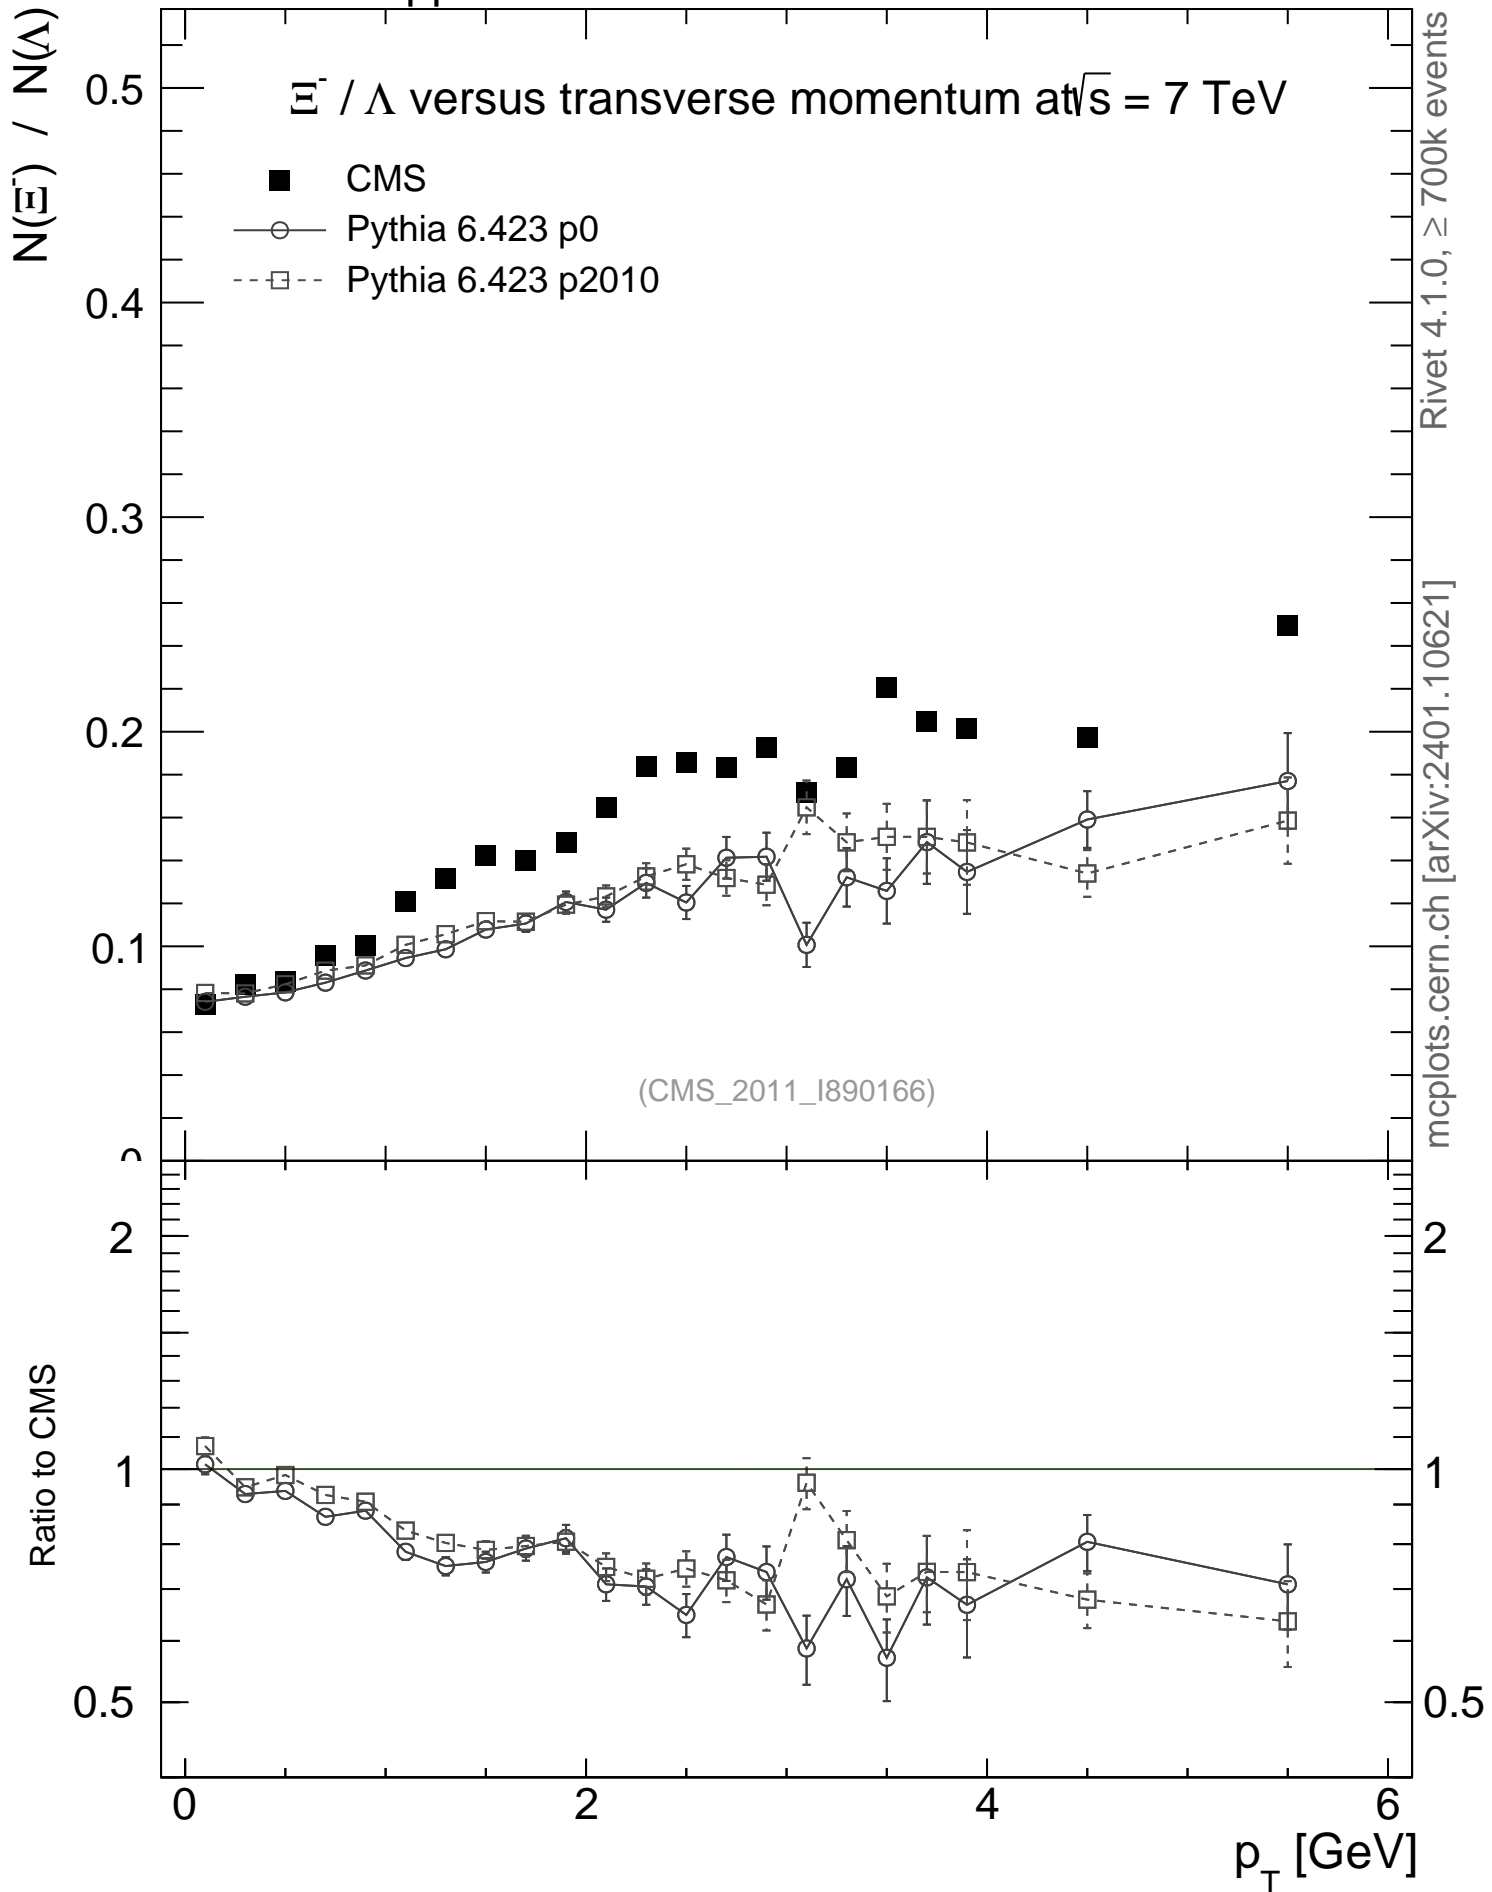 Ξ⁻ / Λ versus transverse momentum at √s = 7 TeV
N(Ξ⁻) / N(Λ)
CMS
Pythia 6.423 p0
Pythia 6.423 p2010
0.5
0.4
0.3
0.2
0.1
0
(CMS_2011_I890166)
Rivet 4.1.0, ≥ 700k events
mcplots.cern.ch [arXiv:2401.10621]
Ratio to CMS
2
1
0.5
2
1
0.5
0
2
4
6
p_T [GeV]